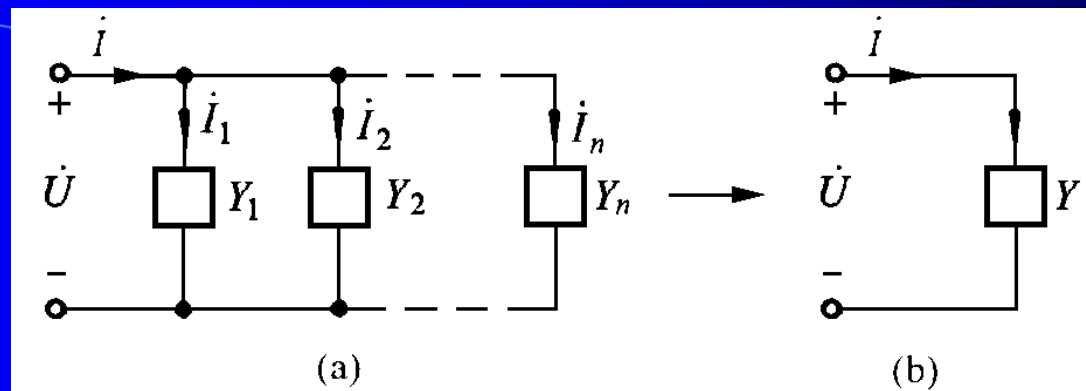 İ İ
+ İ₁ İ₂ İₙ +
U̇ Y₁ Y₂ Yₙ U̇ Y
− −
(a) (b)